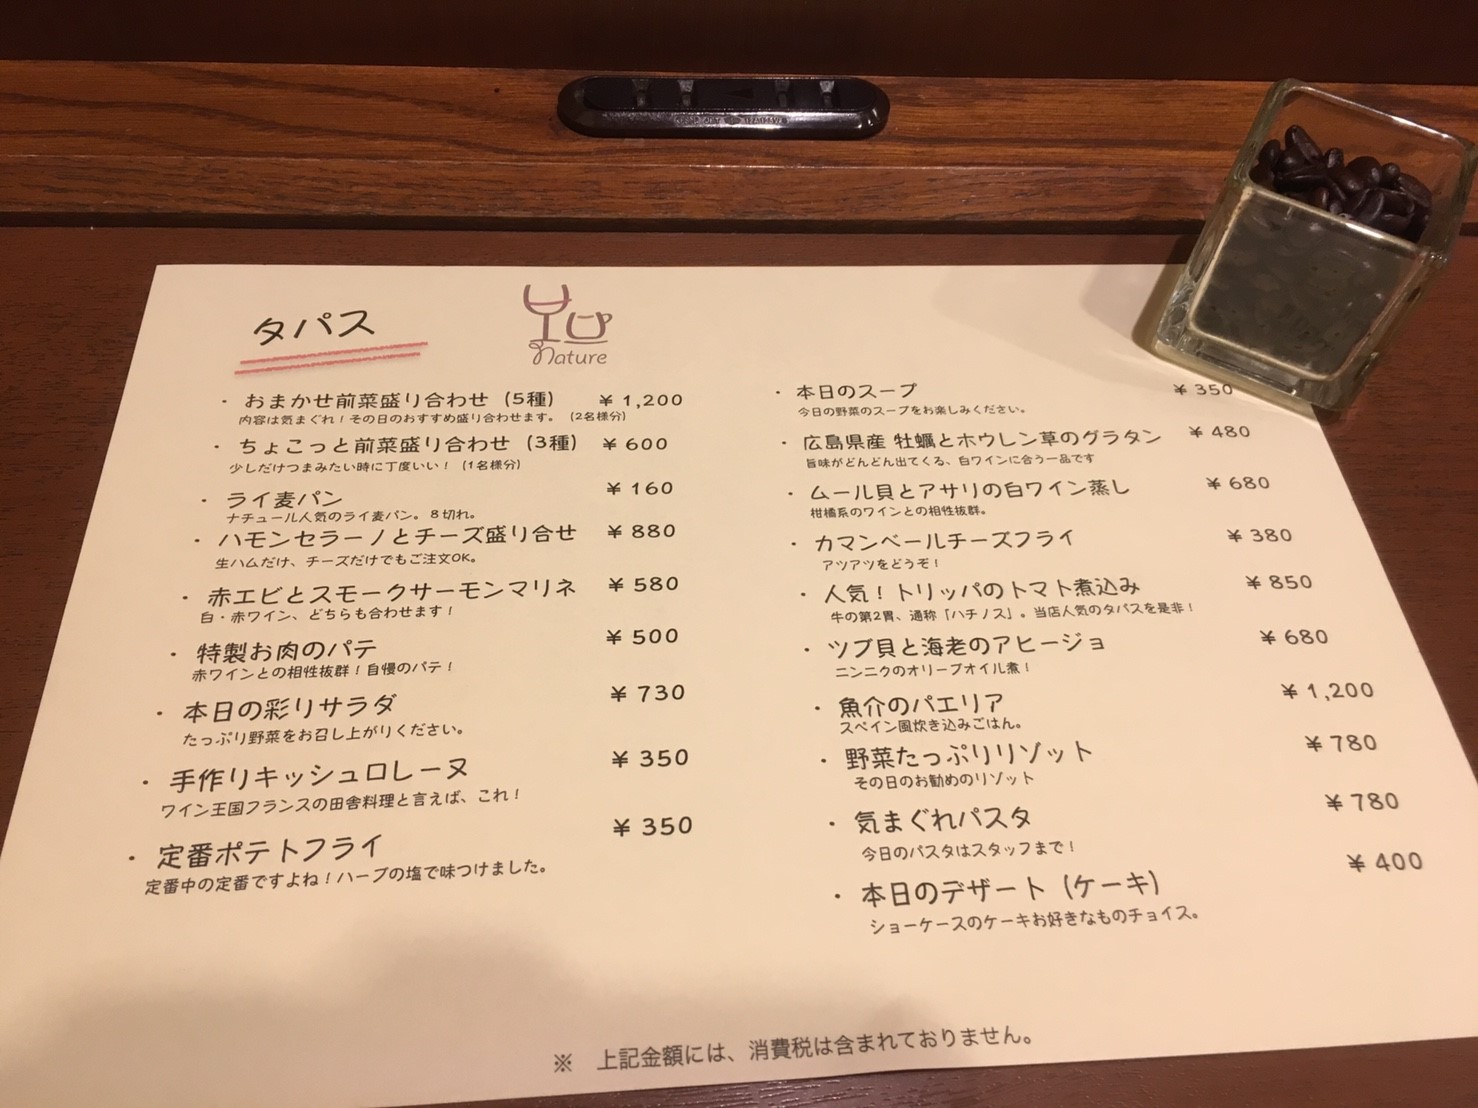 タパス
nature
・ おまかせ前菜盛り合わせ（5種） ¥ 1,200
内容は気まぐれ！その日のおすすめ盛り合わせます。（2名様分）
・ ちょこっと前菜盛り合わせ（3種） ¥ 600
少しだけつまみたい時に丁度いい！（1名様分）
・ ライ麦パン ¥ 160
ナチュール人気のライ麦パン。８切れ。
・ ハモンセラーノとチーズ盛り合せ ¥ 880
生ハムだけ、チーズだけでもご注文OK。
・ 赤エビとスモークサーモンマリネ ¥ 580
白・赤ワイン、どちらも合わせます！
・ 特製お肉のパテ ¥ 500
赤ワインとの相性抜群！自慢のパテ！
・ 本日の彩りサラダ ¥ 730
たっぷり野菜をお召し上がりください。
・ 手作りキッシュロレーヌ ¥ 350
ワイン王国フランスの田舎料理と言えば、これ！
・ 定番ポテトフライ ¥ 350
定番中の定番ですよね！ハーブの塩で味つけました。
・ 本日のスープ ¥ 350
今日の野菜のスープをお楽しみください。
・ 広島県産 牡蠣とホウレン草のグラタン ¥ 480
旨味がどんどん出てくる、白ワインに合う一品です
・ ムール貝とアサリの白ワイン蒸し ¥ 680
柑橘系のワインとの相性抜群。
・ カマンベールチーズフライ ¥ 380
アツアツをどうぞ！
・ 人気！トリッパのトマト煮込み ¥ 850
牛の第2胃、通称「ハチノス」。当店人気のタパスを是非！
・ ツブ貝と海老のアヒージョ ¥ 680
ニンニクのオリーブオイル煮！
・ 魚介のパエリア ¥ 1,200
スペイン風炊き込みごはん。
・ 野菜たっぷりリゾット ¥ 780
その日のお勧めのリゾット
・ 気まぐれパスタ ¥ 780
今日のパスタはスタッフまで！
・ 本日のデザート（ケーキ） ¥ 400
ショーケースのケーキお好きなものチョイス。
※ 上記金額には、消費税は含まれておりません。